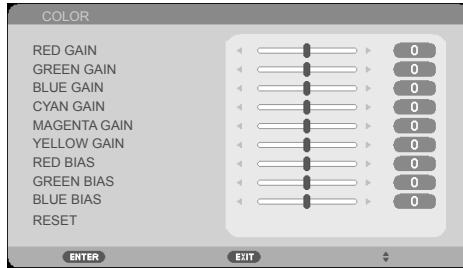 COLOR
RED GAIN 0
GREEN GAIN 0
BLUE GAIN 0
CYAN GAIN 0
MAGENTA GAIN 0
YELLOW GAIN 0
RED BIAS 0
GREEN BIAS 0
BLUE BIAS 0
RESET
ENTER EXIT